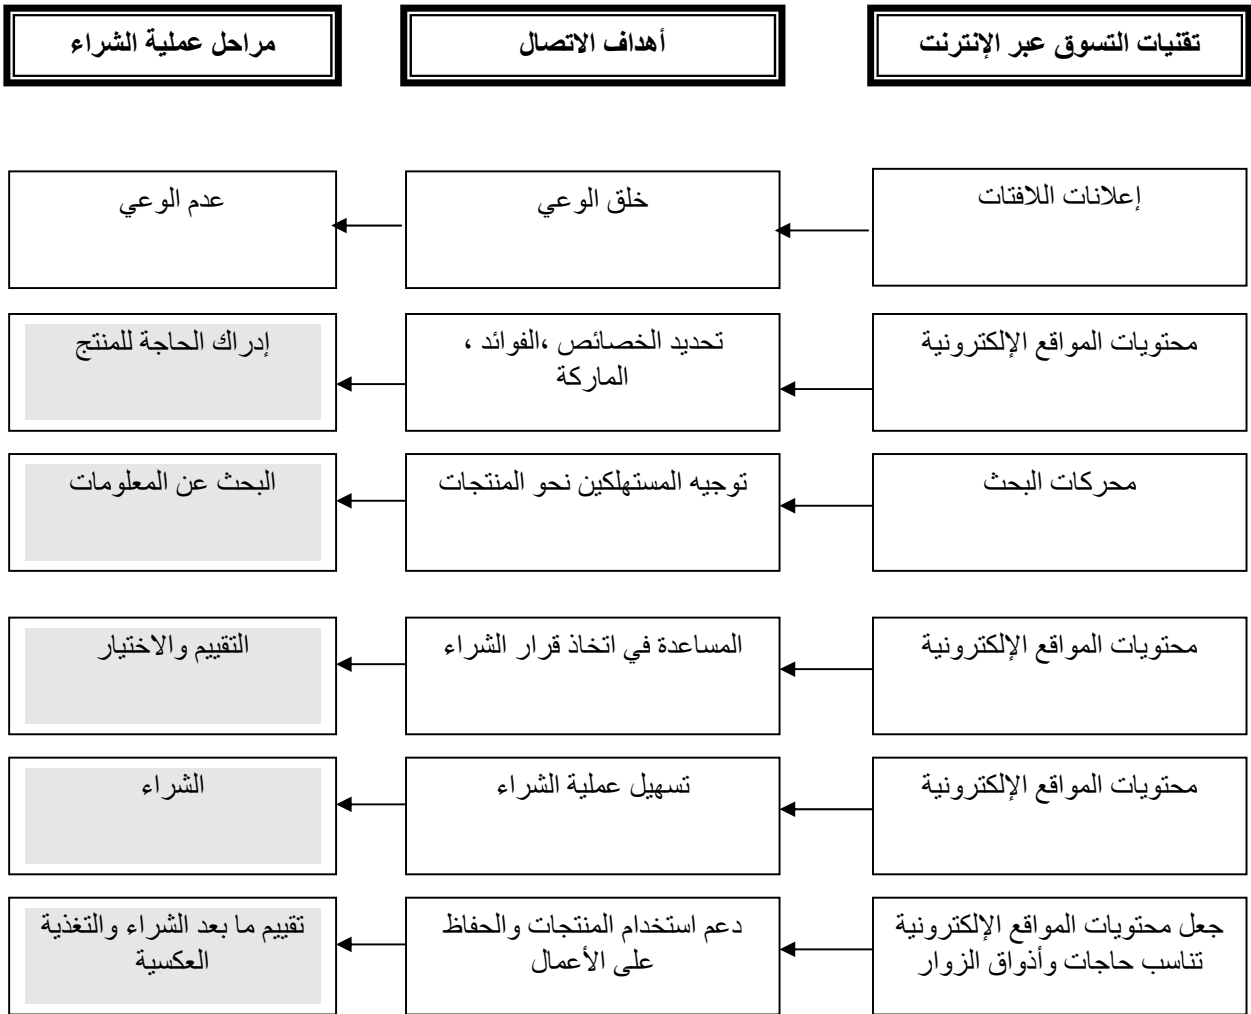 تقنيات التسوق عبر الإنترنت
أهداف الاتصال
مراحل عملية الشراء
إعلانات اللافتات
خلق الوعي
عدم الوعي
محتويات المواقع الإلكترونية
تحديد الخصائص ،الفوائد ،
الماركة
إدراك الحاجة للمنتج
محركات البحث
توجيه المستهلكين نحو المنتجات
البحث عن المعلومات
محتويات المواقع الإلكترونية
المساعدة في اتخاذ قرار الشراء
التقييم والاختيار
محتويات المواقع الإلكترونية
تسهيل عملية الشراء
الشراء
جعل محتويات المواقع الإلكترونية
تناسب حاجات وأذواق الزوار
دعم استخدام المنتجات والحفاظ
على الأعمال
تقييم ما بعد الشراء والتغذية
العكسية